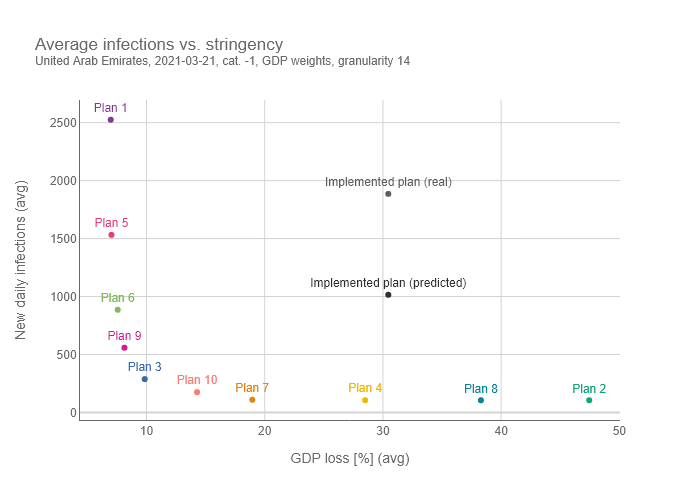 Average infections vs. stringency
United Arab Emirates, 2021-03-21, cat. -1, GDP weights, granularity 14
New daily infections (avg)
2500
2000
1500
1000
500
0
Plan 1
Implemented plan (real)
Plan 5
Implemented plan (predicted)
Plan 6
Plan 9
Plan 3
Plan 10
Plan 7
Plan 4
Plan 8
Plan 2
10
20
30
40
50
GDP loss [%] (avg)